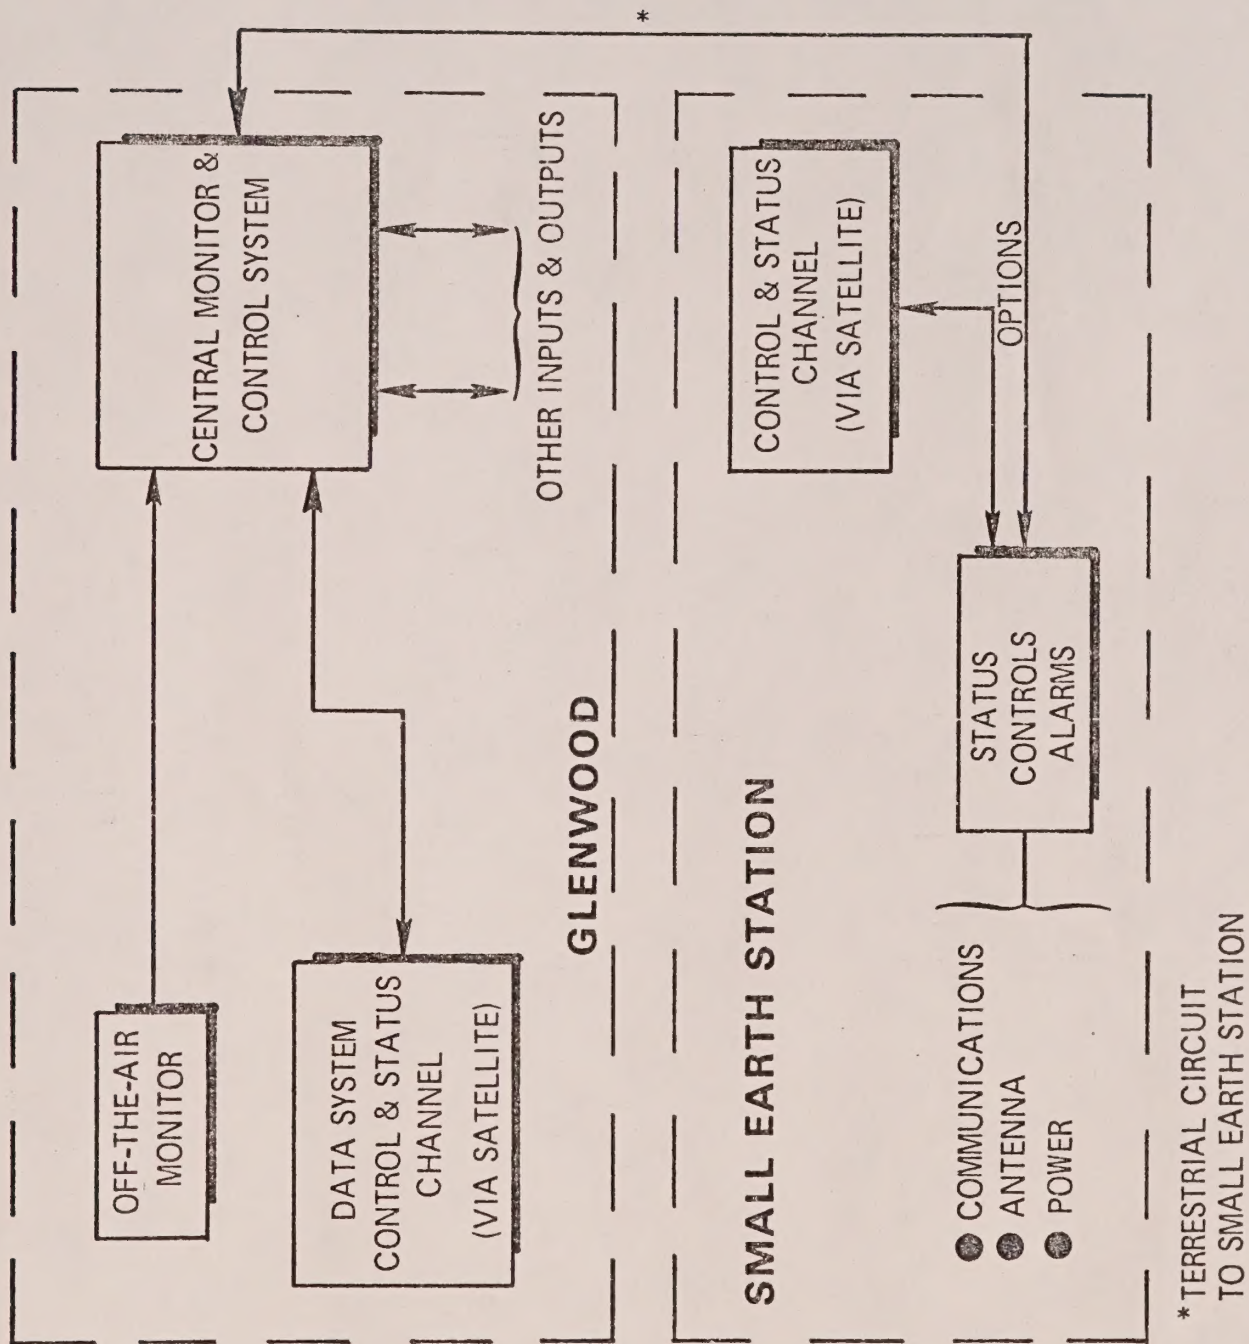 OFF-THE-AIR
MONITOR
CENTRAL MONITOR &
CONTROL SYSTEM
DATA SYSTEM
CONTROL & STATUS
CHANNEL
(VIA SATELLITE)
OTHER INPUTS & OUTPUTS
GLENWOOD
*
SMALL EARTH STATION
CONTROL & STATUS
CHANNEL
(VIA SATELLITE)
OPTIONS
STATUS
CONTROLS
ALARMS
● COMMUNICATIONS
● ANTENNA
● POWER
*TERRESTRIAL CIRCUIT
TO SMALL EARTH STATION